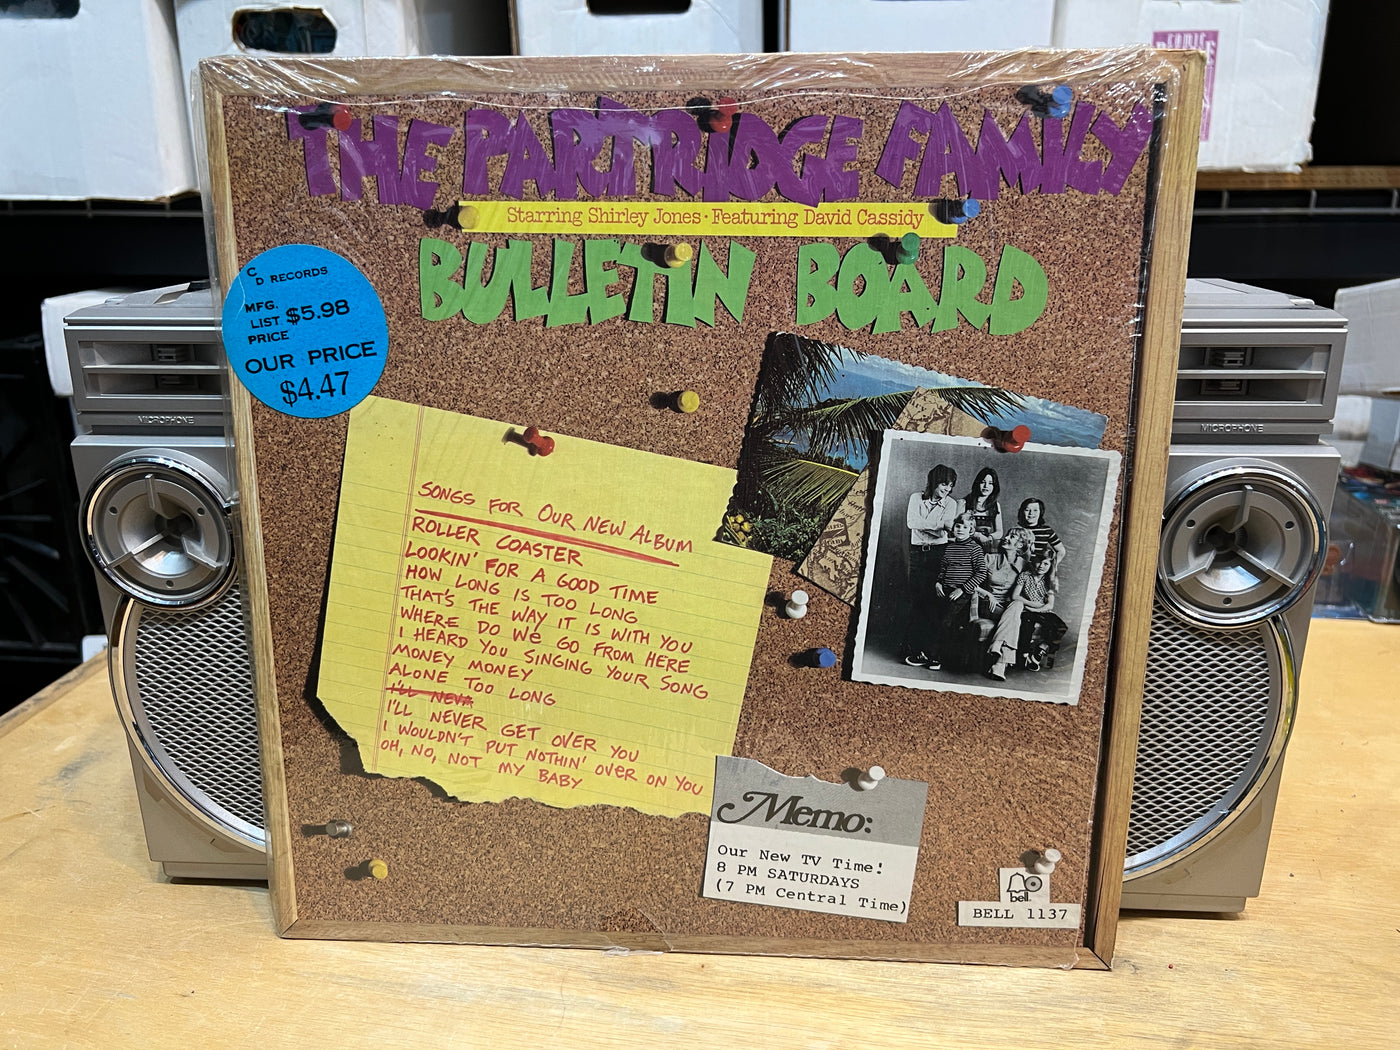 THE PARTRIDGE FAMILY
Starring Shirley Jones · Featuring David Cassidy
BULLETIN BOARD
C
D RECORDS
MFG.
LIST $5.98
PRICE
OUR PRICE
$4.47
SONGS FOR OUR NEW ALBUM
ROLLER COASTER
LOOKIN' FOR A GOOD TIME
HOW LONG IS TOO LONG
THAT'S THE WAY IT IS WITH YOU
WHERE DO WE GO FROM HERE
I HEARD YOU SINGING YOUR SONG
MONEY MONEY
ALONE TOO LONG
I'LL NEVA
I'LL NEVER GET OVER YOU
I WOULDN'T PUT NOTHIN' OVER ON YOU
OH, NO, NOT MY BABY
Memo:
Our New TV Time!
8 PM SATURDAYS
(7 PM Central Time)
bell
BELL 1137
MICROPHONE
MICROPHONE